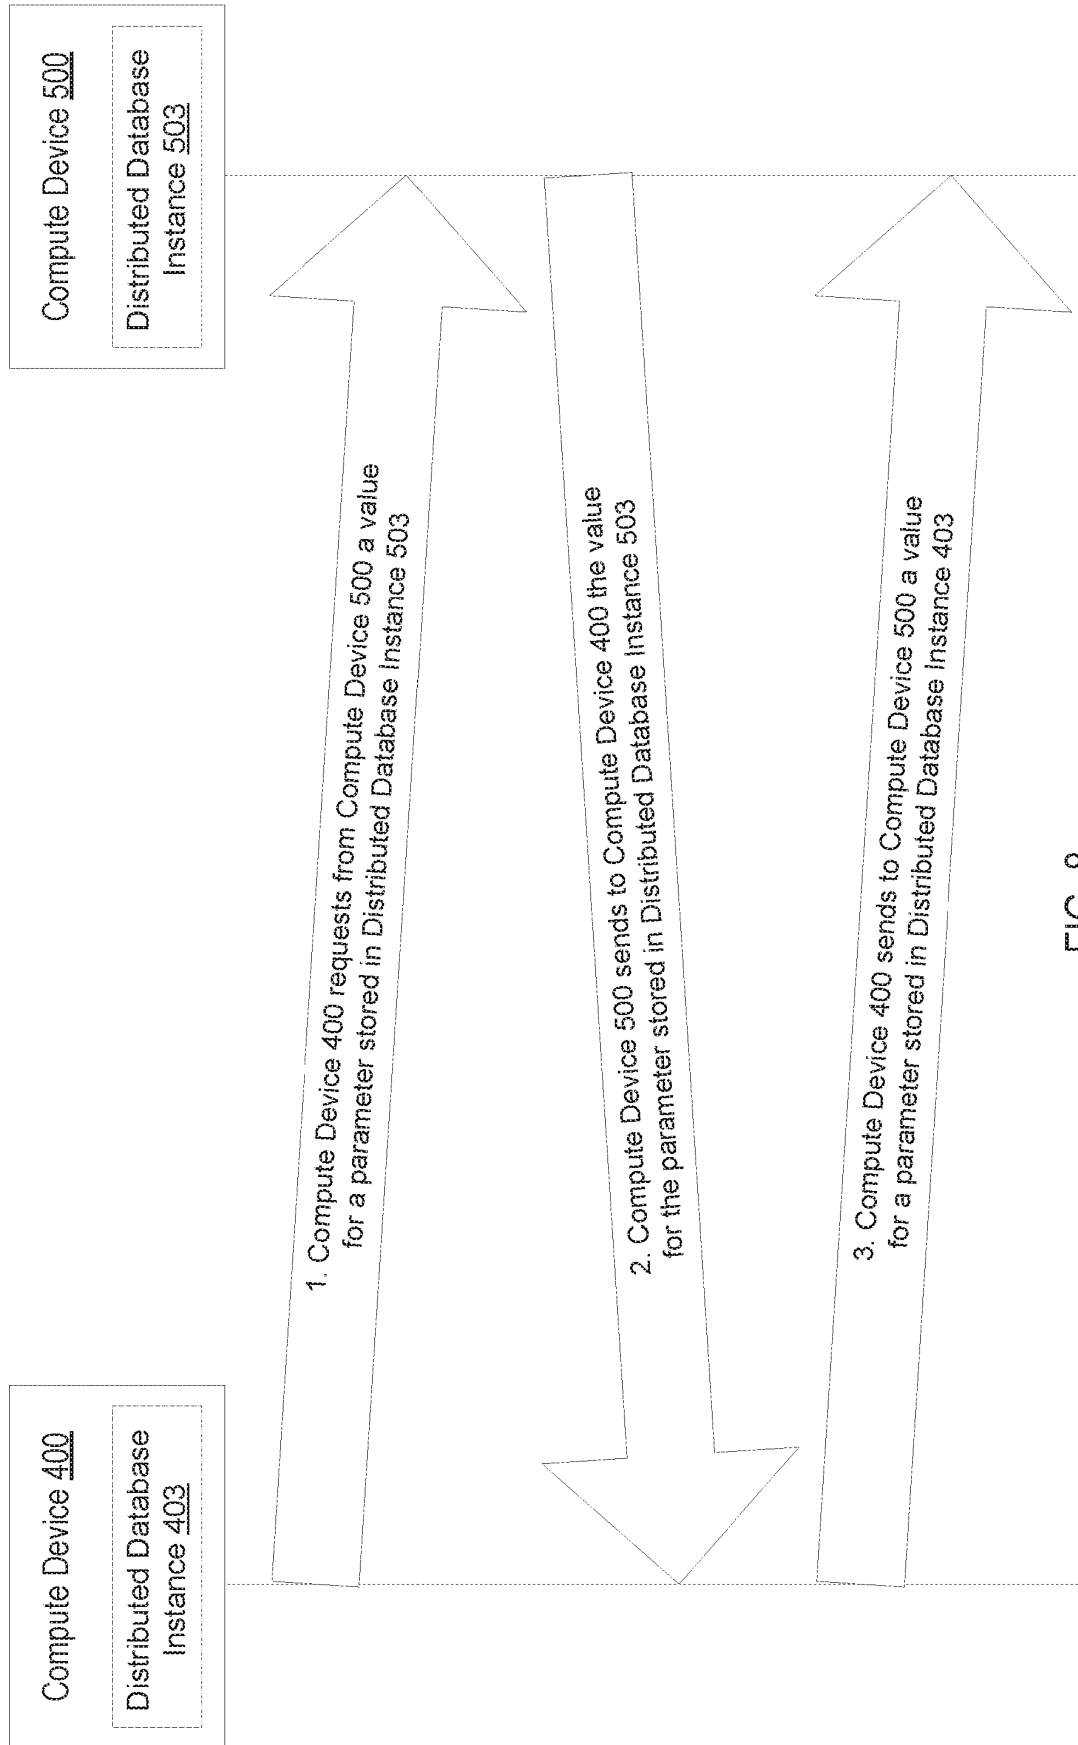 Compute Device 400
Distributed Database
Instance 403
Compute Device 500
Distributed Database
Instance 503
1. Compute Device 400 requests from Compute Device 500 a value
for a parameter stored in Distributed Database Instance 503
2. Compute Device 500 sends to Compute Device 400 the value
for the parameter stored in Distributed Database Instance 503
3. Compute Device 400 sends to Compute Device 500 a value
for a parameter stored in Distributed Database Instance 403
FIG. 8